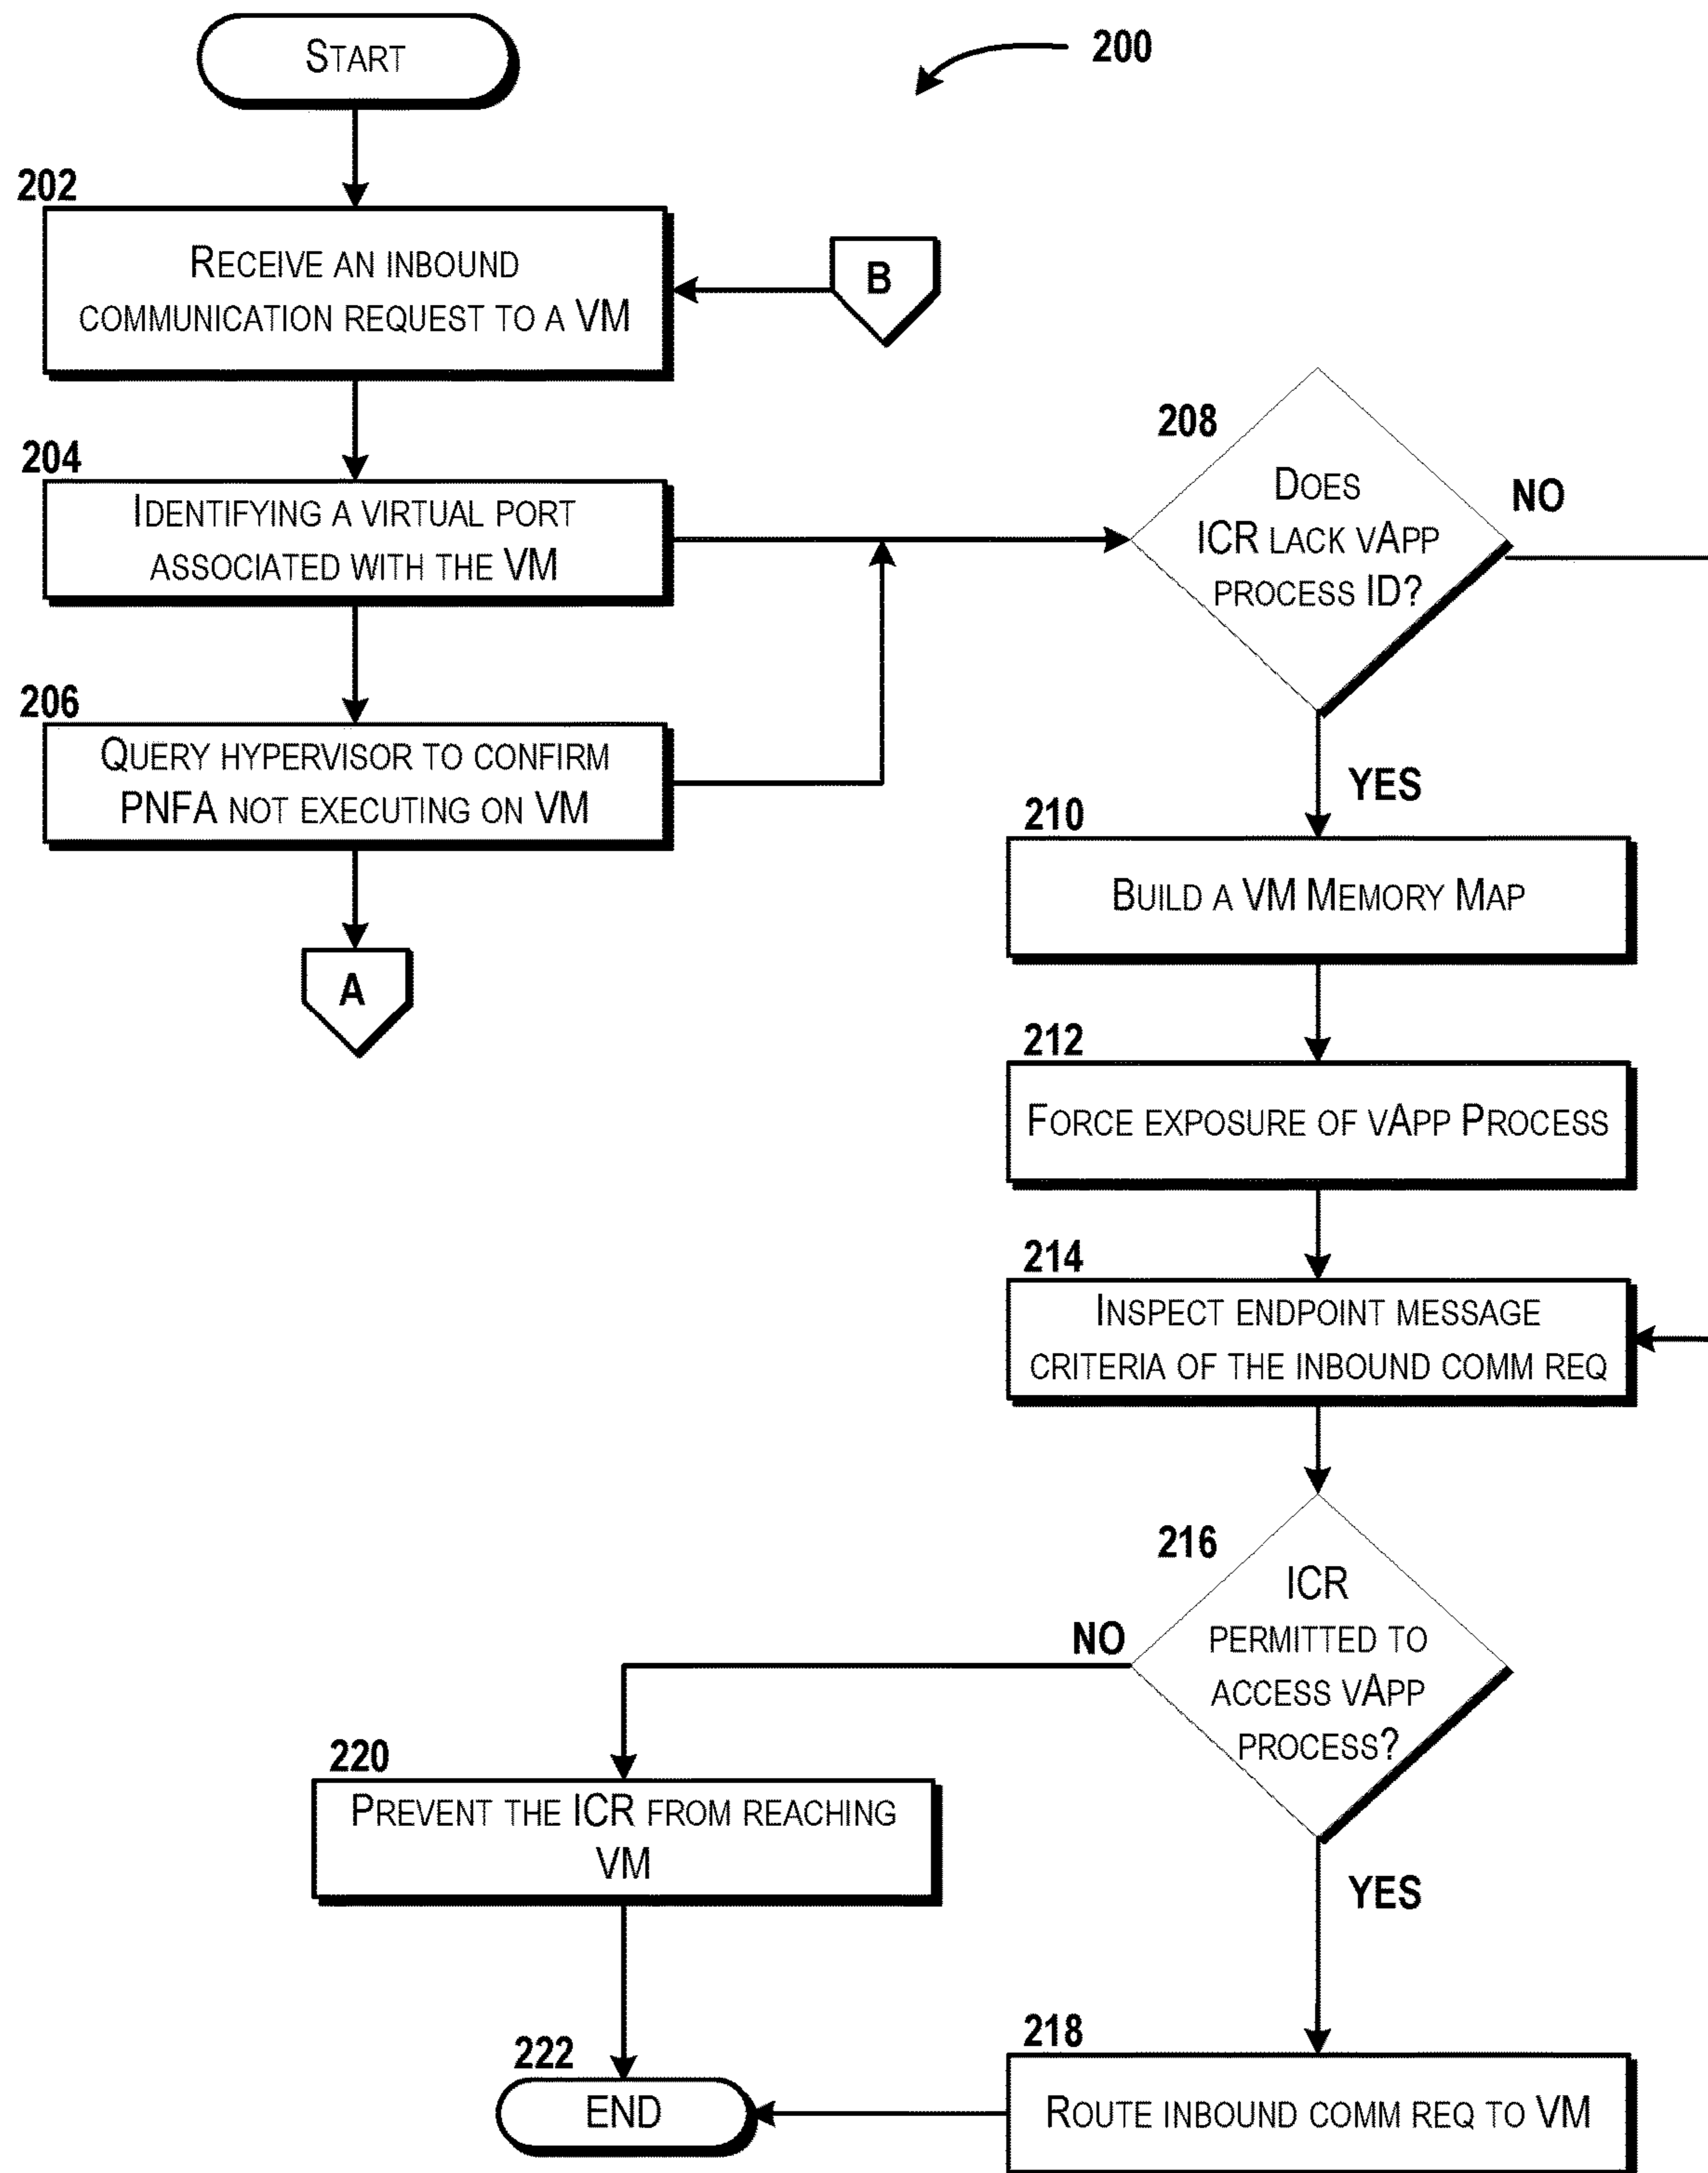 START
200
202
RECEIVE AN INBOUND
COMMUNICATION REQUEST TO A VM
B
204
IDENTIFYING A VIRTUAL PORT
ASSOCIATED WITH THE VM
206
QUERY HYPERVISOR TO CONFIRM
PNFA NOT EXECUTING ON VM
A
208
DOES
ICR LACK VAPP
PROCESS ID?
NO
YES
210
BUILD A VM MEMORY MAP
212
FORCE EXPOSURE OF VAPP PROCESS
214
INSPECT ENDPOINT MESSAGE
CRITERIA OF THE INBOUND COMM REQ
216
ICR
PERMITTED TO
ACCESS VAPP
PROCESS?
NO
YES
220
PREVENT THE ICR FROM REACHING
VM
218
ROUTE INBOUND COMM REQ TO VM
222
END